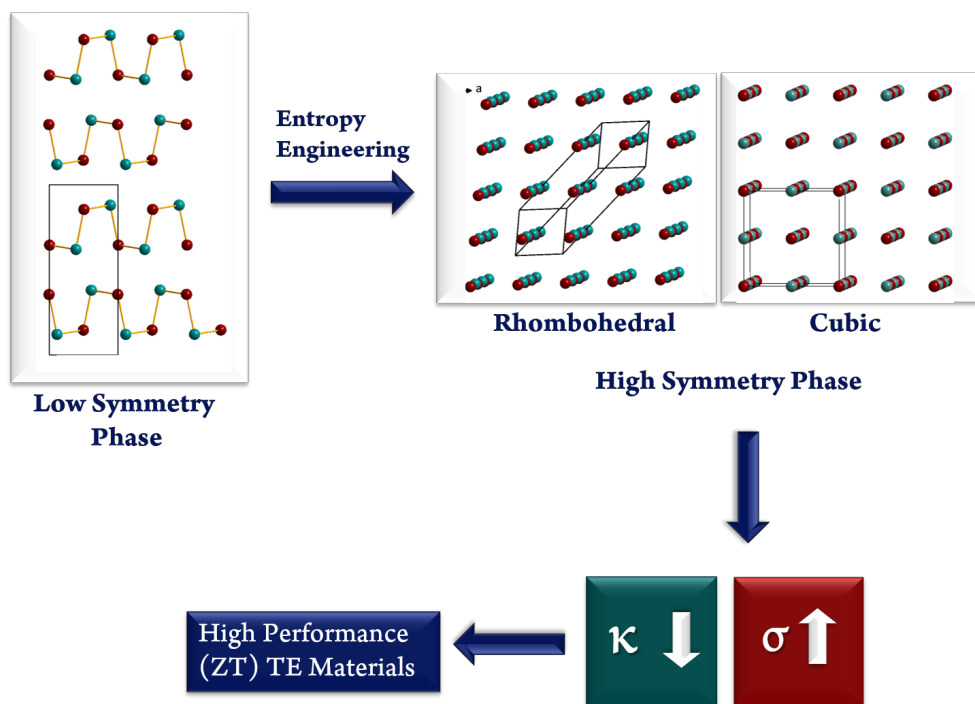 Entropy
Engineering
a
Low Symmetry
Phase
Rhombohedral
Cubic
High Symmetry Phase
κ
σ
High Performance
(ZT) TE Materials